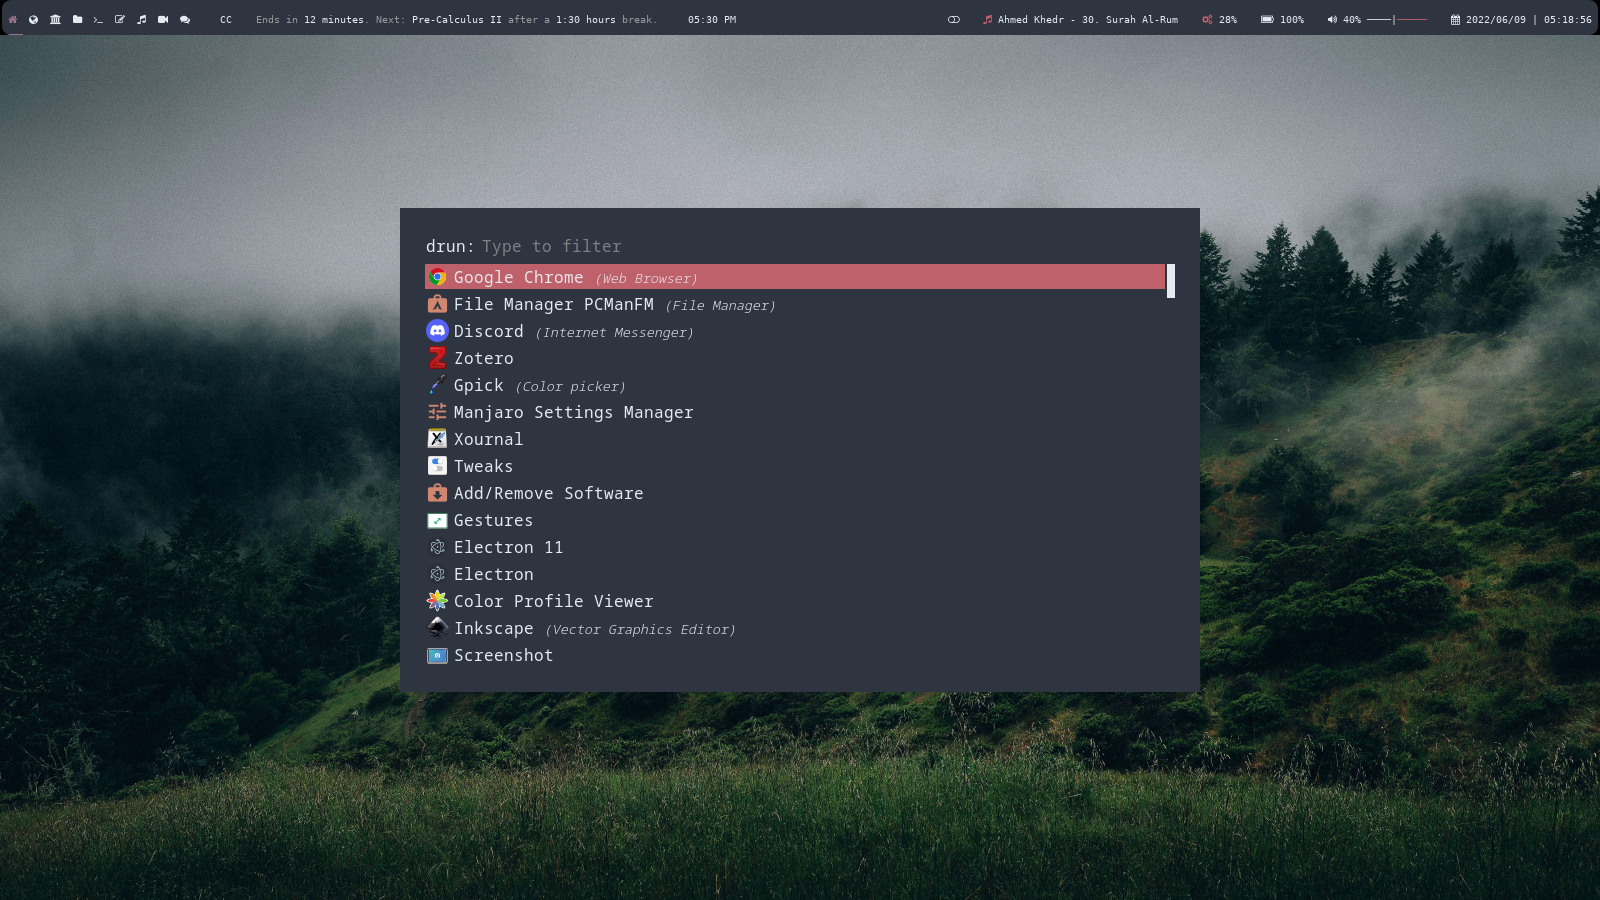 CC Ends in 12 minutes. Next: Pre-Calculus II after a 1:30 hours break. 05:30 PM Ahmed Khedr - 30. Surah Al-Rum 28% 100% 40% 2022/06/09 | 05:18:56
drun: Type to filter
Google Chrome (Web Browser)
File Manager PCManFM (File Manager)
Discord (Internet Messenger)
Zotero
Gpick (Color picker)
Manjaro Settings Manager
Xournal
Tweaks
Add/Remove Software
Gestures
Electron 11
Electron
Color Profile Viewer
Inkscape (Vector Graphics Editor)
Screenshot